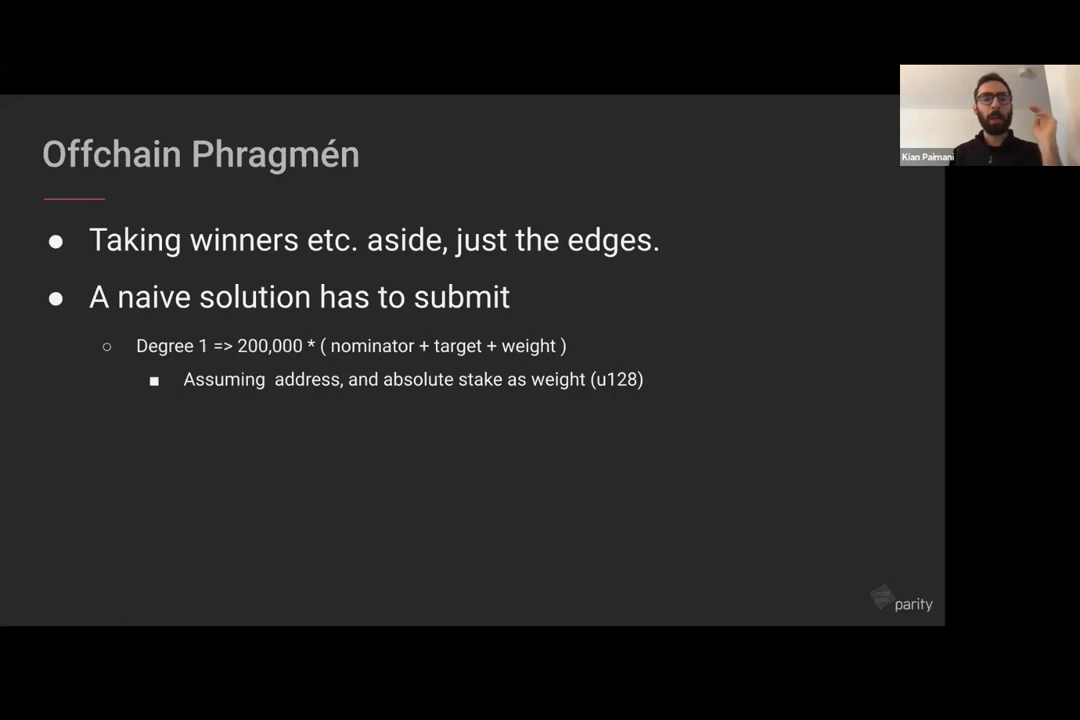 Offchain Phragmén
● Taking winners etc. aside, just the edges.
● A naive solution has to submit
○ Degree 1 => 200,000 * ( nominator + target + weight )
■ Assuming address, and absolute stake as weight (u128)
Kian Paimani
parity